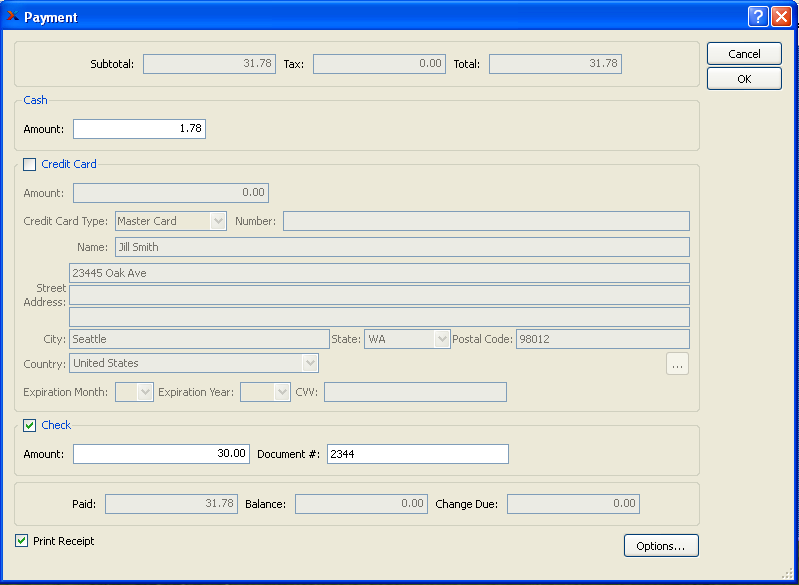 Payment
Subtotal: 31.78 Tax: 0.00 Total: 31.78
Cancel
OK
Cash
Amount: 1.78
Credit Card
Amount: 0.00
Credit Card Type: Master Card Number:
Name: Jill Smith
23445 Oak Ave
Street
Address:
City: Seattle State: WA Postal Code: 98012
Country: United States ...
Expiration Month: Expiration Year: CVV:
Check
Amount: 30.00 Document #: 2344
Paid: 31.78 Balance: 0.00 Change Due: 0.00
Print Receipt Options...